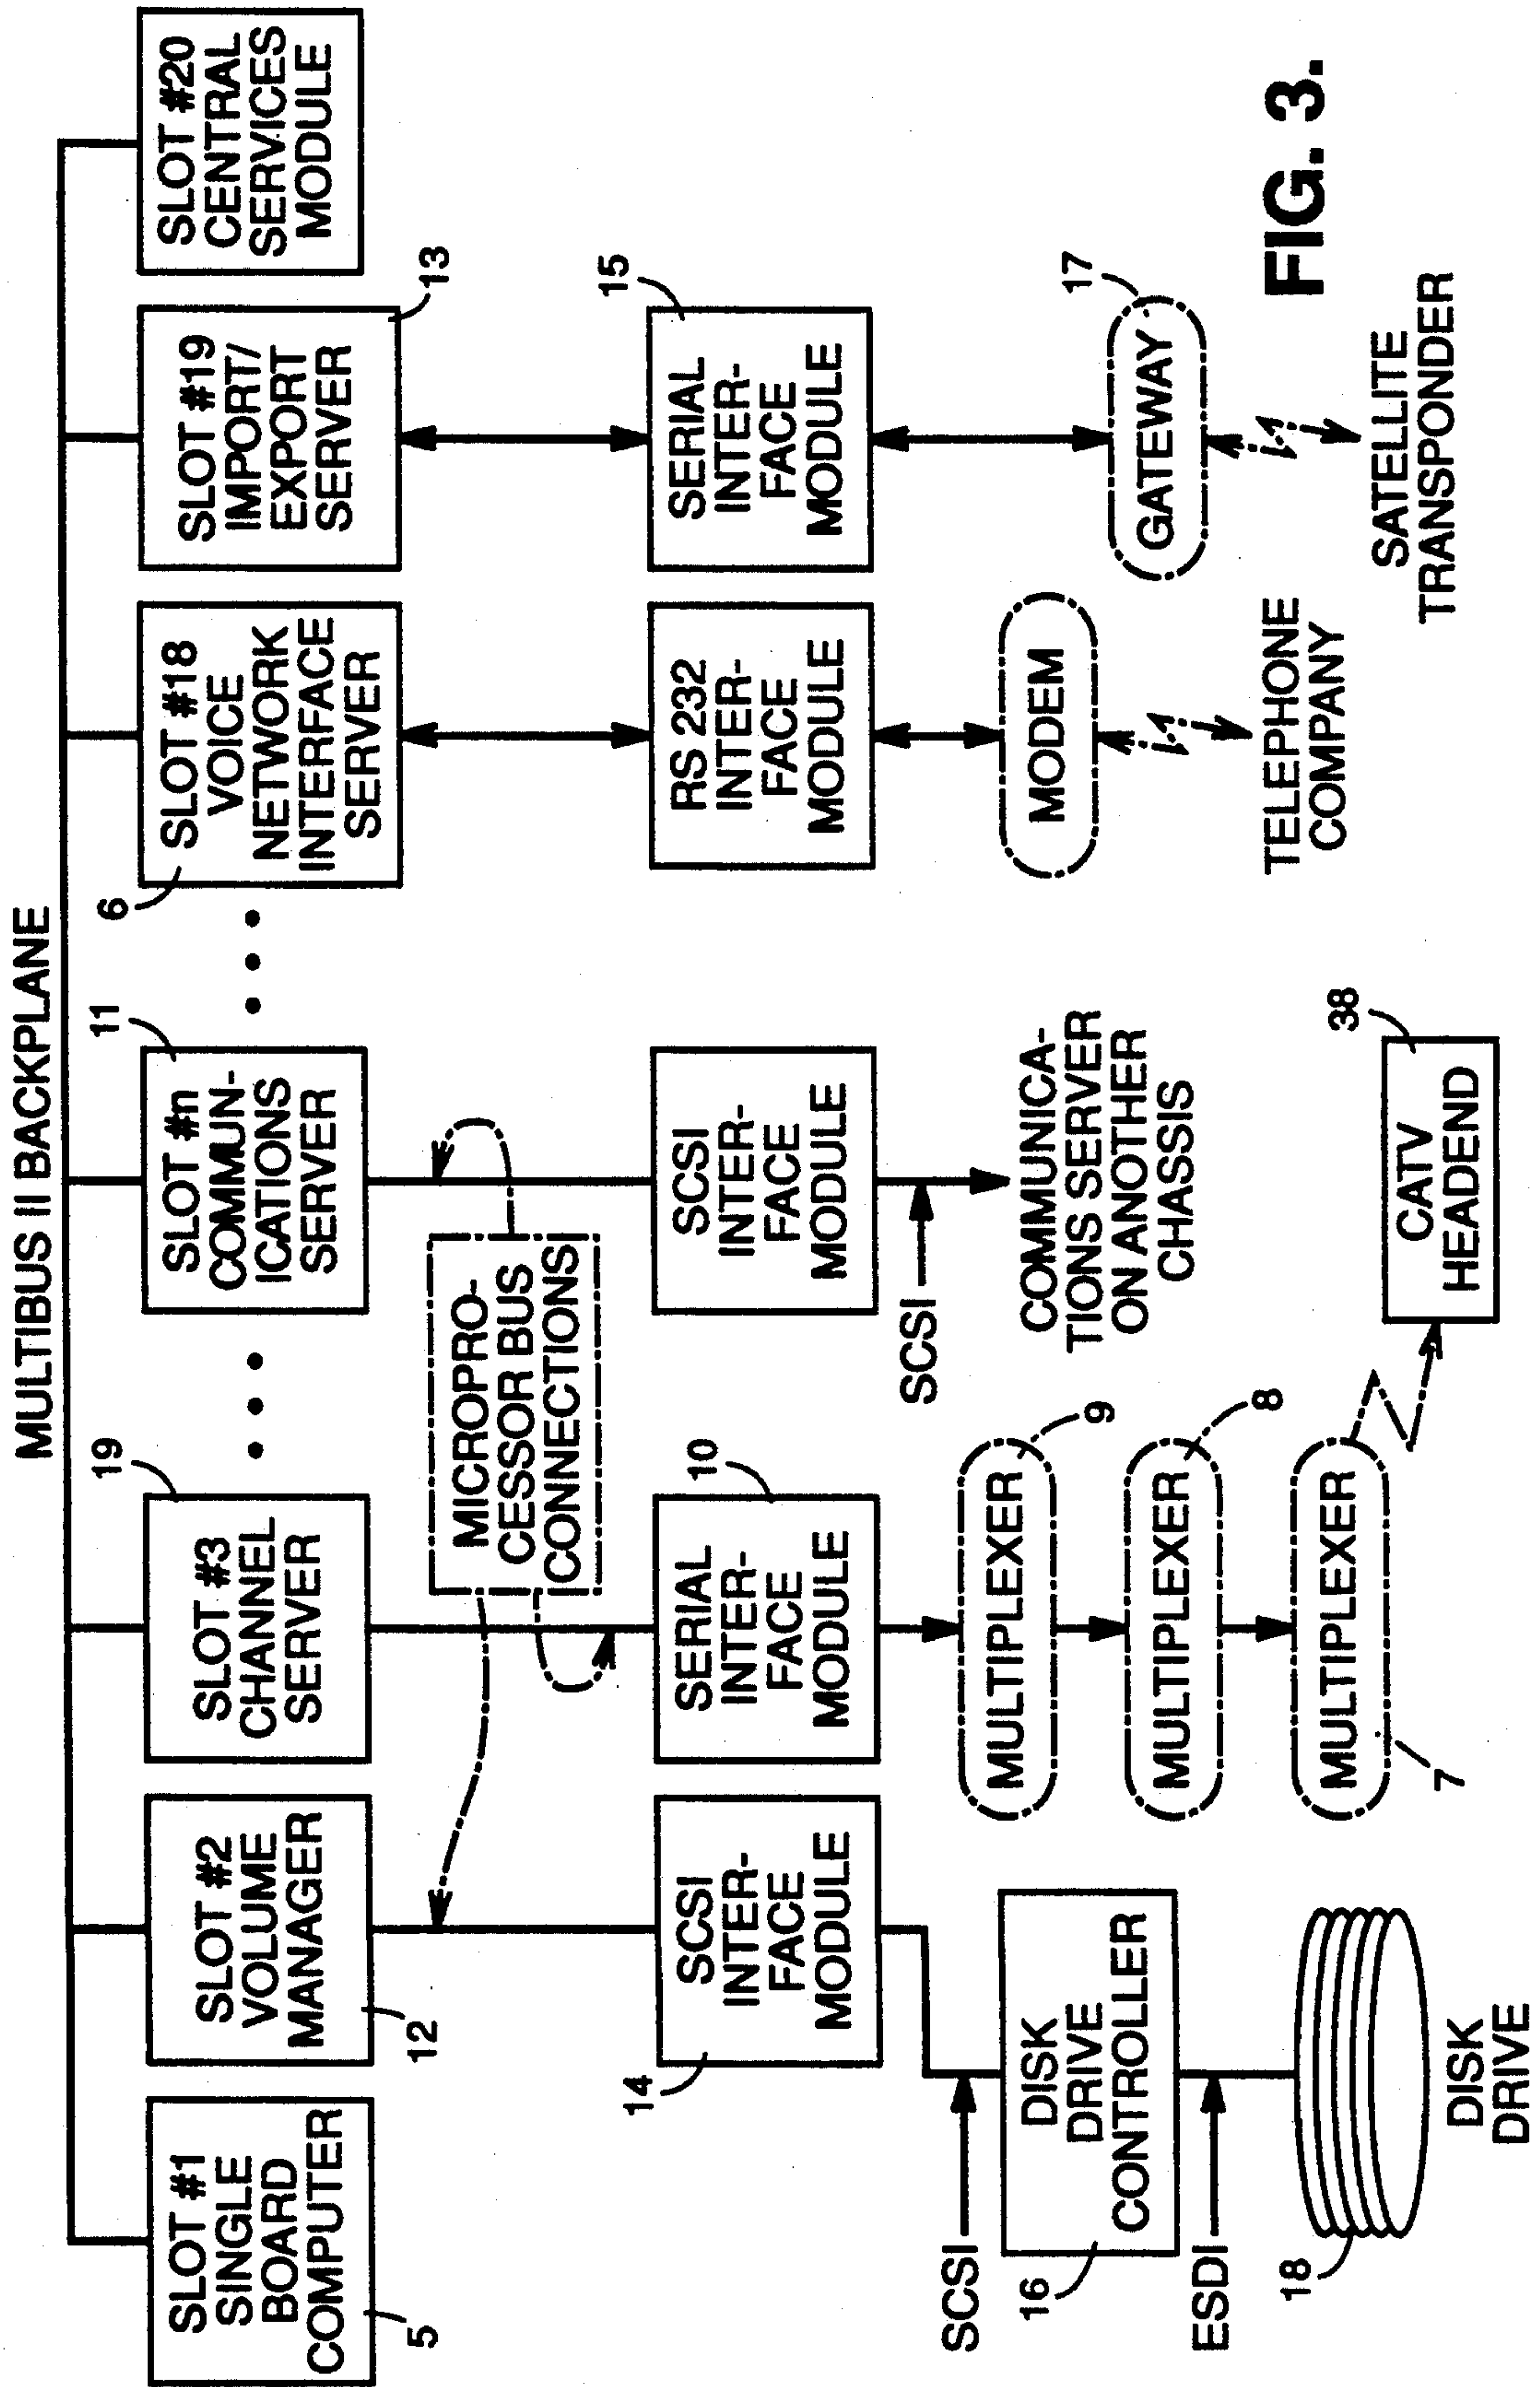 MULTIBUS II BACKPLANE
SLOT #1
SINGLE
BOARD
COMPUTER
5
SLOT #2
VOLUME
MANAGER
12
SLOT #3
CHANNEL
SERVER
19
SLOT #n
COMMUN-
ICATIONS
SERVER
11
SLOT #18
VOICE
NETWORK
INTERFACE
SERVER
6
SLOT #19
IMPORT/
EXPORT
SERVER
13
SLOT #20
CENTRAL
SERVICES
MODULE
MICROPRO-
CESSOR BUS
CONNECTIONS
14
SCSI
INTER-
FACE
MODULE
10
SERIAL
INTER-
FACE
MODULE
SCSI
INTER-
FACE
MODULE
RS 232
INTER-
FACE
MODULE
15
SERIAL
INTER-
FACE
MODULE
SCSI
DISK
DRIVE
CONTROLLER
16
ESDI
18
DISK
DRIVE
MULTIPLEXER
9
MULTIPLEXER
8
MULTIPLEXER
7
SCSI
COMMUNICA-
TIONS SERVER
ON ANOTHER
CHASSIS
38
CATV
HEADEND
MODEM
TELEPHONE
COMPANY
17
GATEWAY
SATELLITE
TRANSPONDER
FIG. 3.